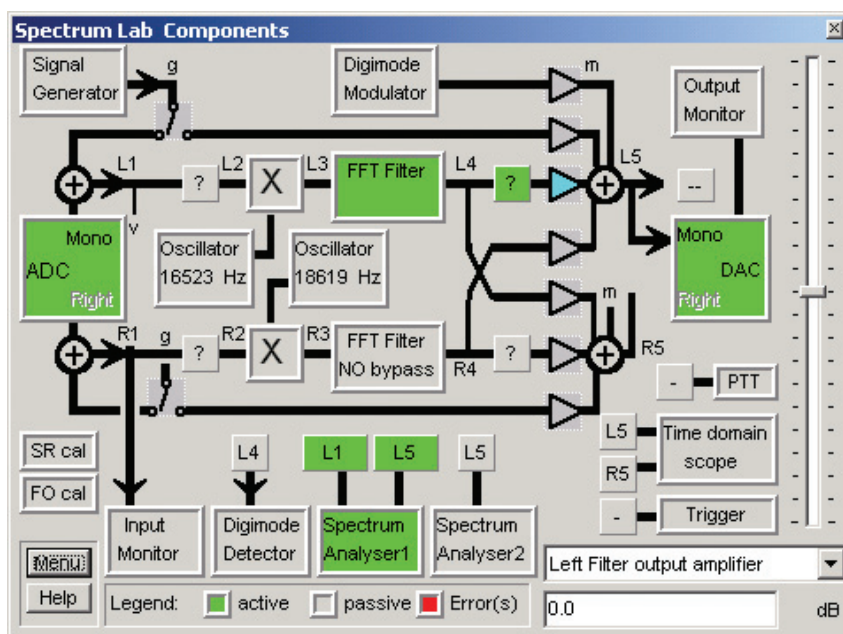 Spectrum Lab Components
Signal
Generator
g
Digimode
Modulator
m
Output
Monitor
L1
?
L2
X
L3
FFT Filter
L4
?
L5
--
v
Mono
ADC
Right
Oscillator
16523 Hz
Oscillator
18619 Hz
Mono
DAC
Right
m
R1
g
?
R2
X
R3
FFT Filter
NO bypass
R4
?
R5
-
PTT
L5
R5
Time domain
scope
-
Trigger
SR cal
FO cal
L4
L1
L5
L5
Input
Monitor
Digimode
Detector
Spectrum
Analyser1
Spectrum
Analyser2
Menu
Help
Legend:
active
passive
Error(s)
Left Filter output amplifier
0.0
dB